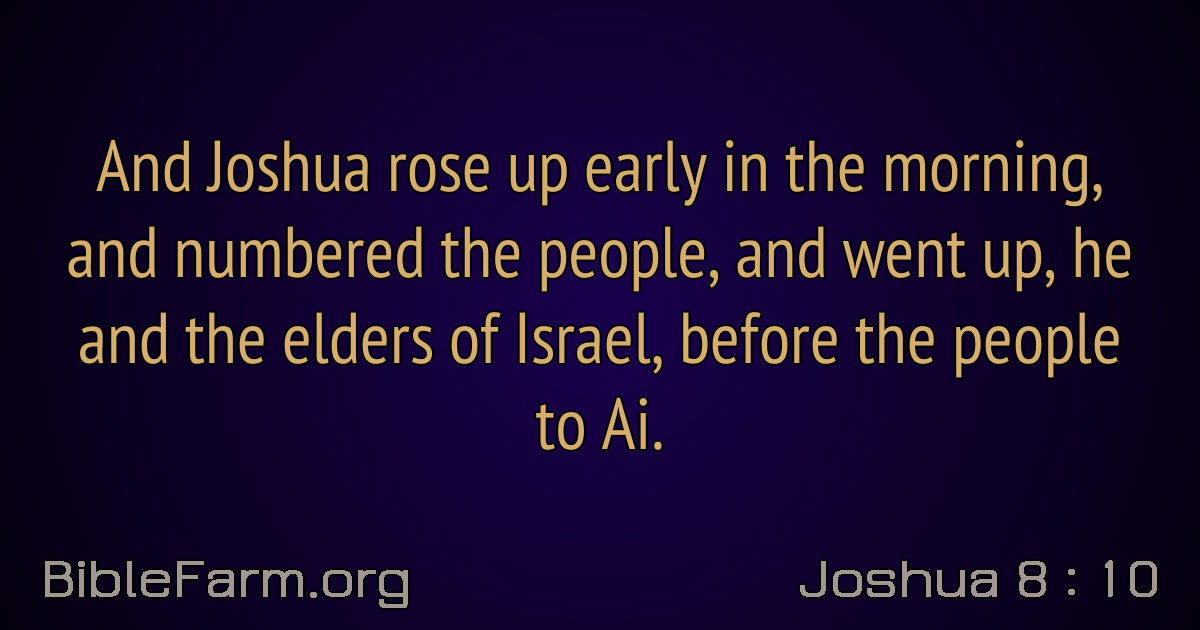 And Joshua rose up early in the morning,
and numbered the people, and went up, he
and the elders of Israel, before the people
to Ai.
BibleFarm.org
Joshua 8 : 10